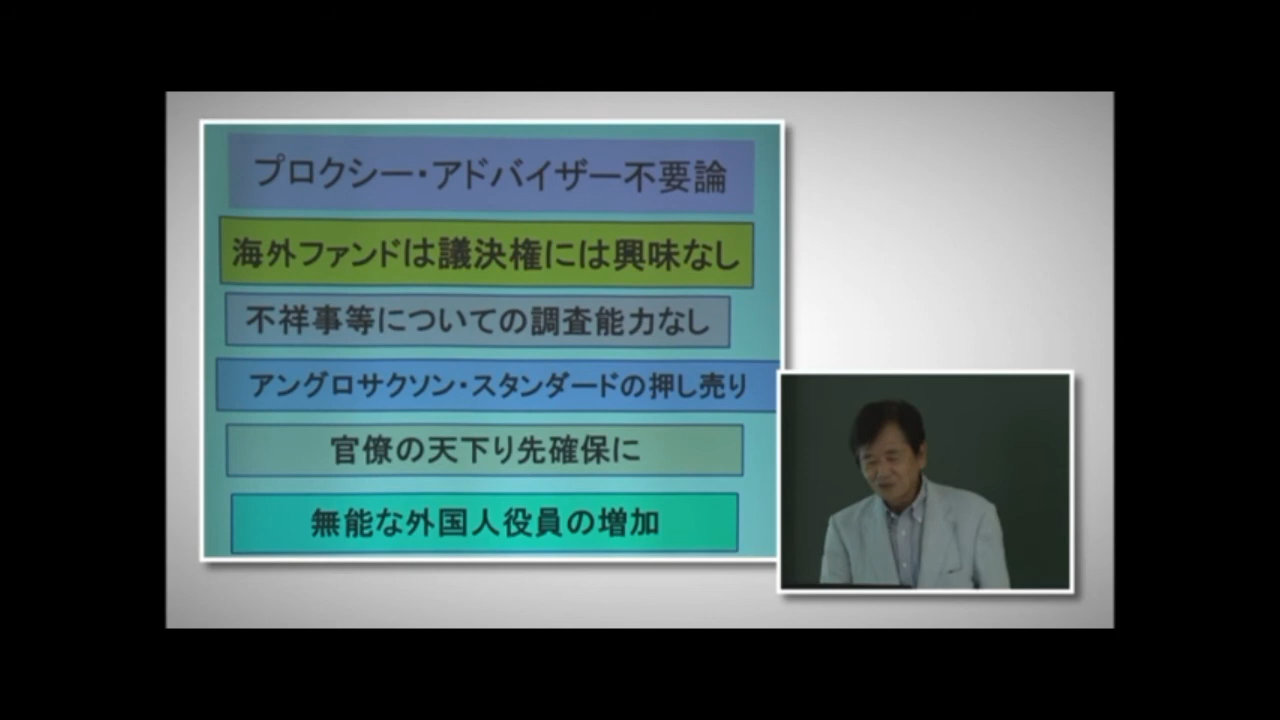 プロクシー・アドバイザー不要論
海外ファンドは議決権には興味なし
不祥事等についての調査能力なし
アングロサクソン・スタンダードの押し売り
官僚の天下り先確保に
無能な外国人役員の増加